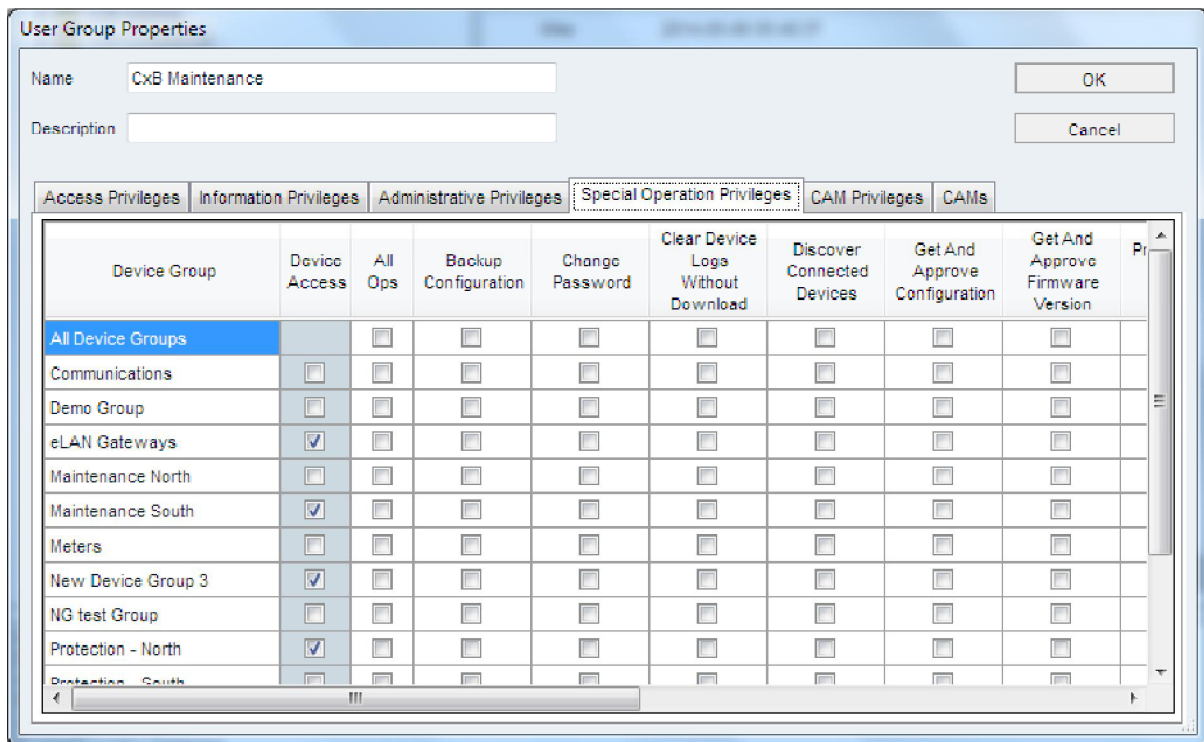 User Group Properties
Name CxB Maintenance OK
Description Cancel
Access Privileges Information Privileges Administrative Privileges Special Operation Privileges CAM Privileges CAMs
Device Group
Device Access
All Ops
Backup Configuration
Change Password
Clear Device Logs Without Download
Discover Connected Devices
Get And Approve Configuration
Get And Approve Firmware Version
Pr
All Device Groups
Communications
Demo Group
eLAN Gateways
Maintenance North
Maintenance South
Meters
New Device Group 3
NG test Group
Protection - North
Protection - South